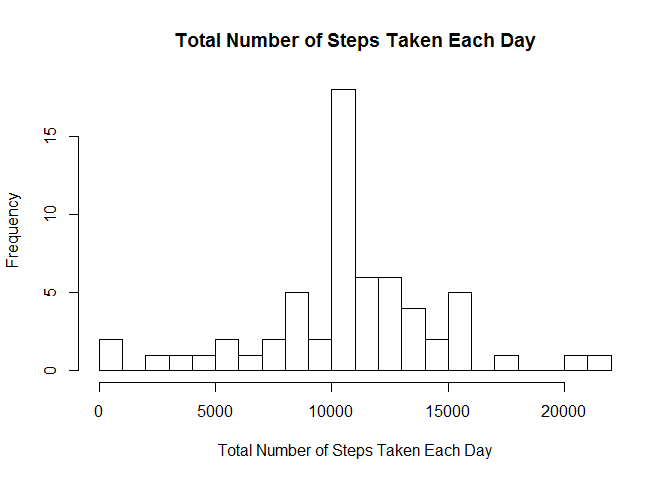 Total Number of Steps Taken Each Day
Frequency
15
10
5
0
0 5000 10000 15000 20000
Total Number of Steps Taken Each Day